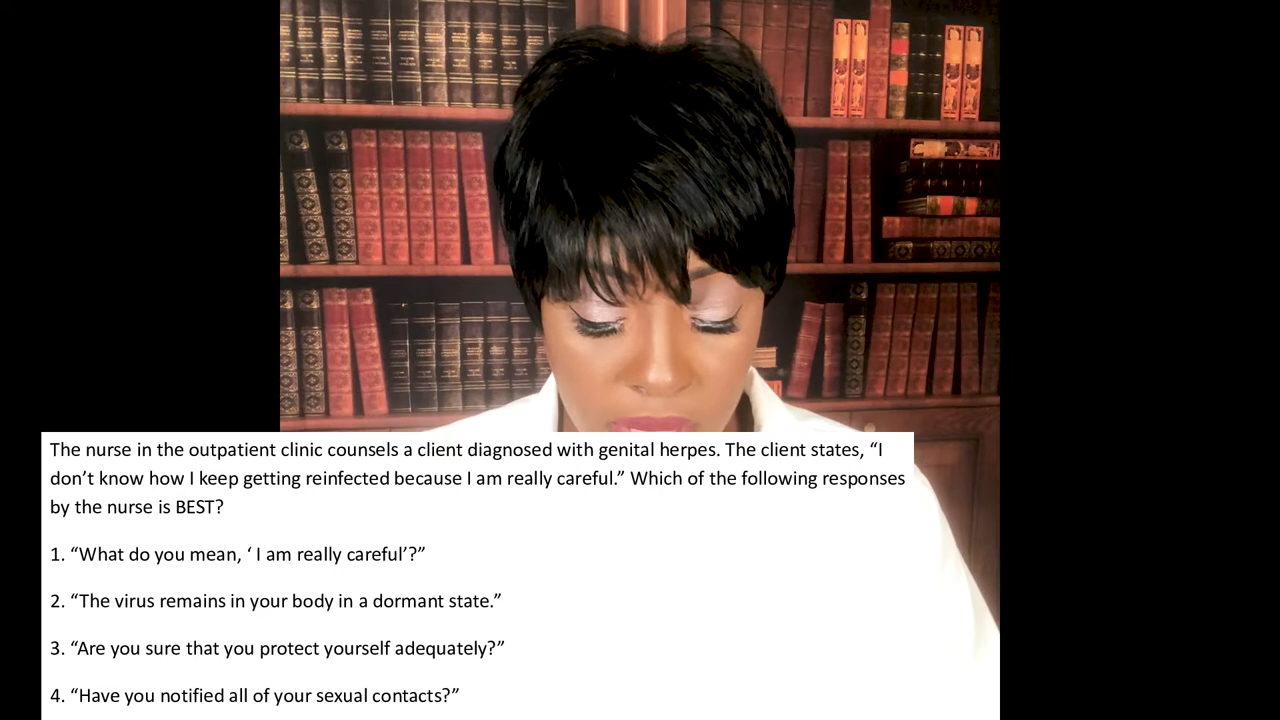 The nurse in the outpatient clinic counsels a client diagnosed with genital herpes. The client states, “I
don’t know how I keep getting reinfected because I am really careful.” Which of the following responses
by the nurse is BEST?
1. “What do you mean, ‘ I am really careful’?”
2. “The virus remains in your body in a dormant state.”
3. “Are you sure that you protect yourself adequately?”
4. “Have you notified all of your sexual contacts?”